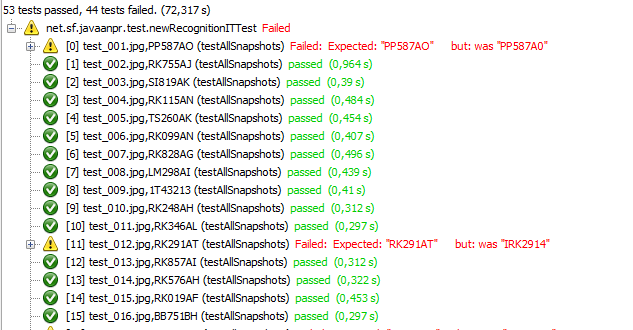 53 tests passed, 44 tests failed. (72,317 s)
net.sf.javaanpr.test.newRecognitionITTest Failed
[0] test_001.jpg,PP587AO (testAllSnapshots) Failed: Expected: "PP587AO" but: was "PP587A0"
[1] test_002.jpg,RK755AJ (testAllSnapshots) passed (0,964 s)
[2] test_003.jpg,SI819AK (testAllSnapshots) passed (0,39 s)
[3] test_004.jpg,RK115AN (testAllSnapshots) passed (0,484 s)
[4] test_005.jpg,TS260AK (testAllSnapshots) passed (0,454 s)
[5] test_006.jpg,RK099AN (testAllSnapshots) passed (0,407 s)
[6] test_007.jpg,RK828AG (testAllSnapshots) passed (0,496 s)
[7] test_008.jpg,LM298AI (testAllSnapshots) passed (0,439 s)
[8] test_009.jpg,1T43213 (testAllSnapshots) passed (0,41 s)
[9] test_010.jpg,RK248AH (testAllSnapshots) passed (0,312 s)
[10] test_011.jpg,RK346AL (testAllSnapshots) passed (0,297 s)
[11] test_012.jpg,RK291AT (testAllSnapshots) Failed: Expected: "RK291AT" but: was "IRK2914"
[12] test_013.jpg,RK857AI (testAllSnapshots) passed (0,312 s)
[13] test_014.jpg,RK576AH (testAllSnapshots) passed (0,322 s)
[14] test_015.jpg,RK019AF (testAllSnapshots) passed (0,453 s)
[15] test_016.jpg,BB751BH (testAllSnapshots) passed (0,297 s)